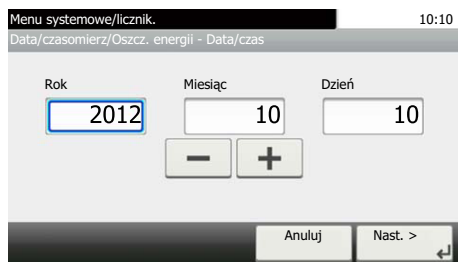 Menu systemowe/licznik. 10:10
Data/czasomierz/Oszcz. energii - Data/czas
Rok Miesiąc Dzień
2012 10 10
− +
Anuluj Nast. >